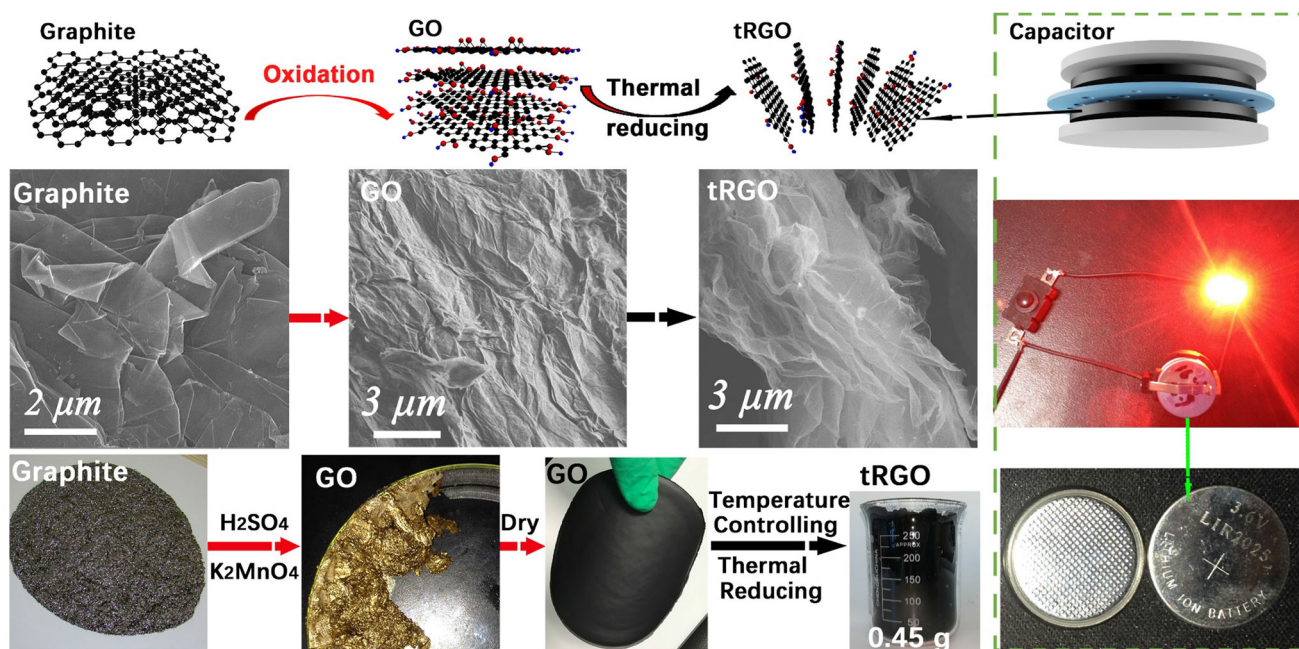 Graphite
GO
tRGO
Capacitor
Oxidation
Thermal
reducing
Graphite
GO
tRGO
2 μm
3 μm
3 μm
Graphite
GO
GO
tRGO
H2SO4
K2MnO4
Dry
Temperature
Controlling
Thermal
Reducing
250
APPROX
200
150
100
50
0.45 g
3.6V
LIR2025
LITHIUM ION BATTERY